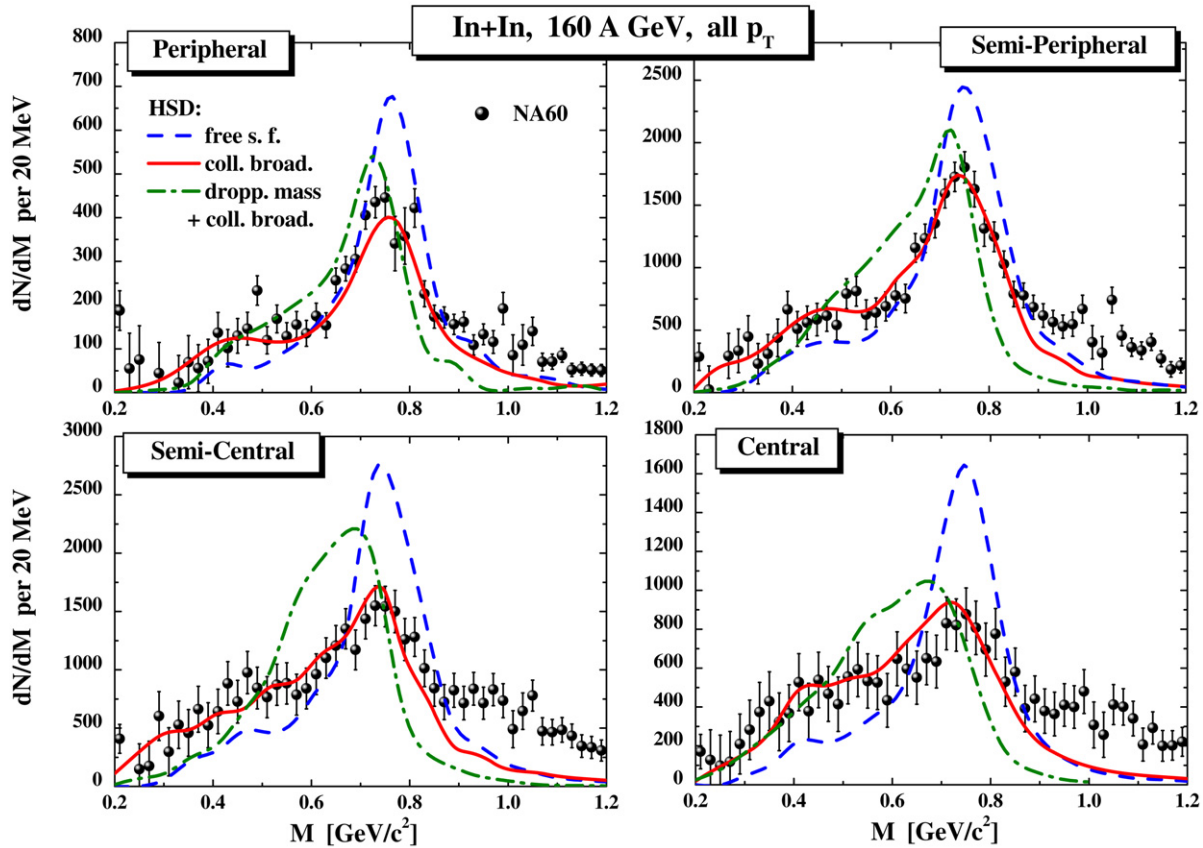 In+In, 160 A GeV, all p_T
Peripheral
Semi-Peripheral
800
700
600
500
400
300
200
100
0
dN/dM per 20 MeV
HSD:
free s. f.
coll. broad.
dropp. mass
+ coll. broad.
NA60
0.2 0.4 0.6 0.8 1.0 1.2
2500
2000
1500
1000
500
0
0.2 0.4 0.6 0.8 1.0 1.2
Semi-Central
Central
3000
2500
2000
1500
1000
500
0
dN/dM per 20 MeV
0.2 0.4 0.6 0.8 1.0 1.2
M [GeV/c²]
1800
1600
1400
1200
1000
800
600
400
200
0
0.2 0.4 0.6 0.8 1.0 1.2
M [GeV/c²]